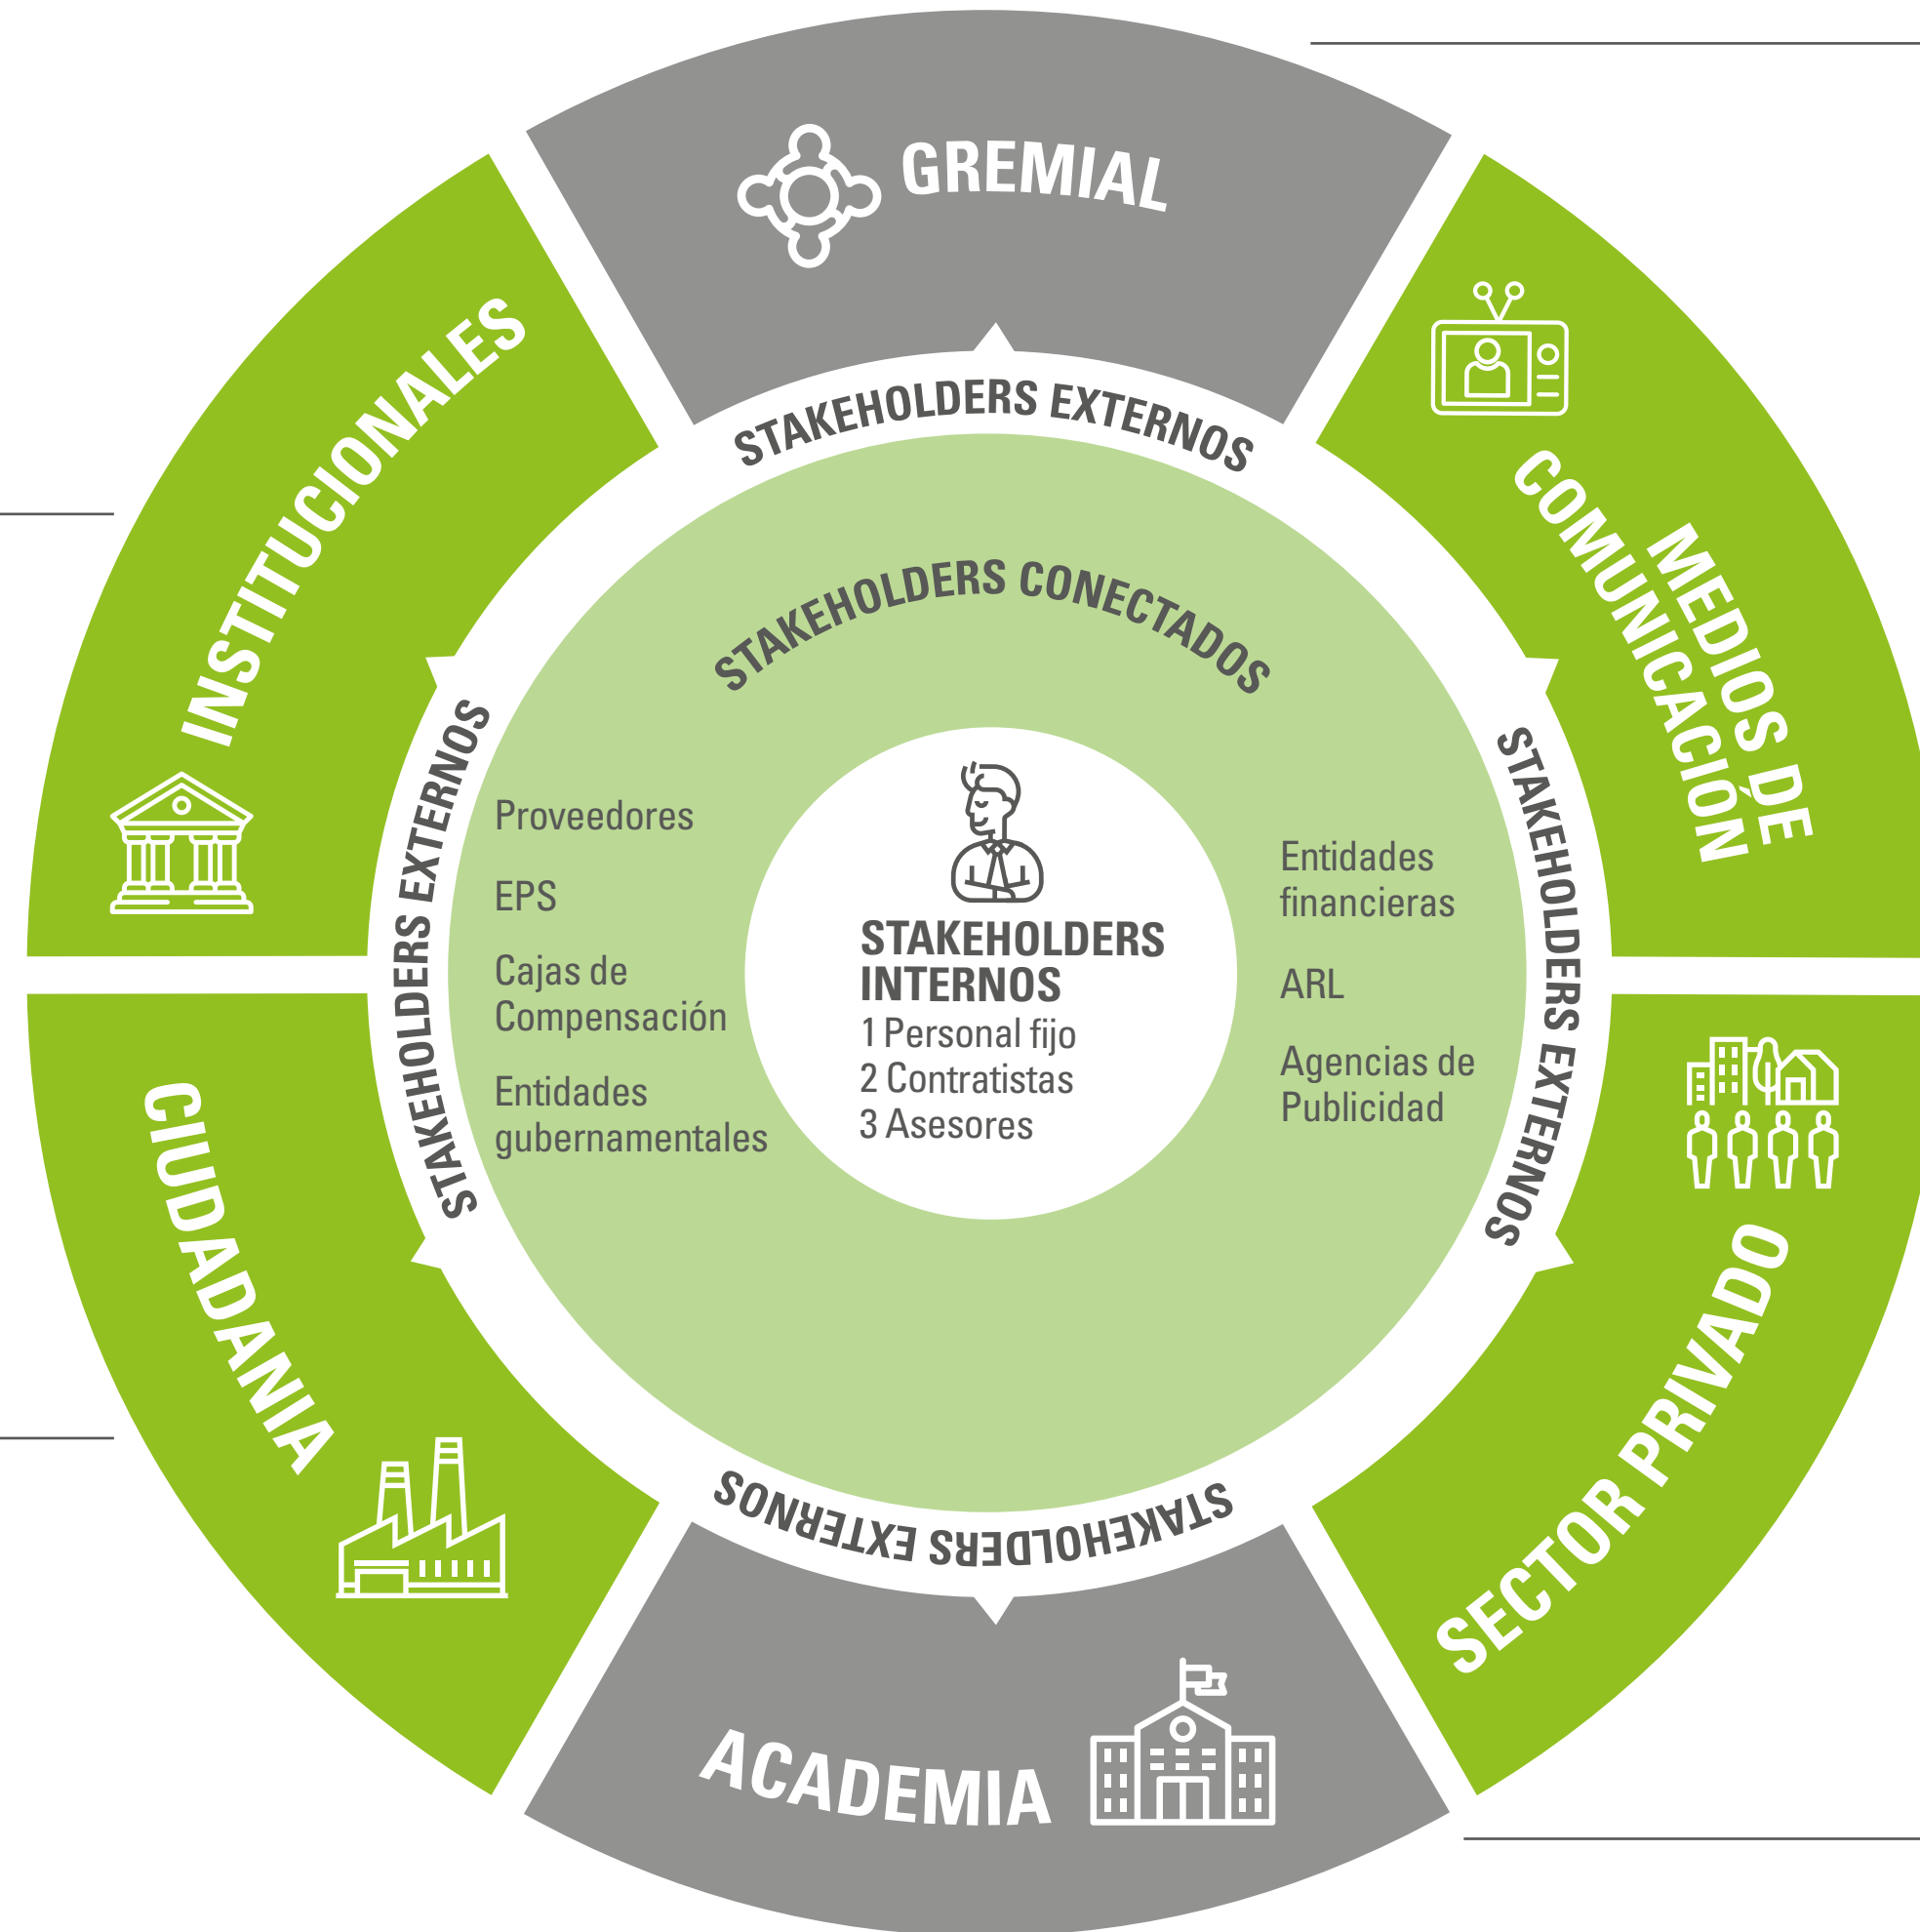 GREMIAL
INSTITUCIONALES
MEDIOS DE
COMUNICACIÓN
STAKEHOLDERS EXTERNOS
STAKEHOLDERS CONECTADOS
STAKEHOLDERS EXTERNOS
Proveedores
EPS
Cajas de
Compensación
Entidades
gubernamentales
STAKEHOLDERS
INTERNOS
1 Personal fijo
2 Contratistas
3 Asesores
Entidades
financieras
ARL
Agencias de
Publicidad
STAKEHOLDERS EXTERNOS
CIUDADANIA
SECTOR PRIVADO
STAKEHOLDERS EXTERNOS
ACADEMIA